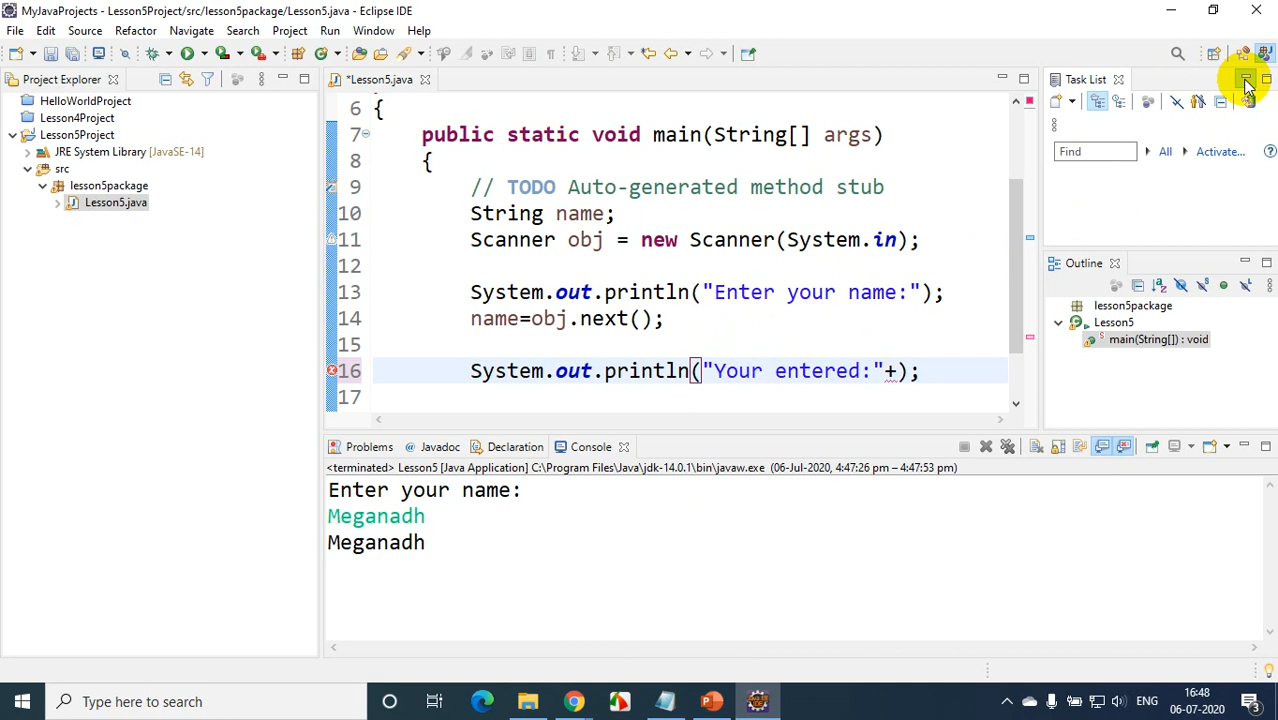 MyJavaProjects - Lesson5Project/src/lesson5package/Lesson5.java - Eclipse IDE
File Edit Source Refactor Navigate Search Project Run Window Help
Project Explorer
HelloWorldProject
Lesson4Project
Lesson5Project
JRE System Library [JavaSE-14]
src
lesson5package
Lesson5.java
*Lesson5.java
6 {
7 public static void main(String[] args)
8 {
9 // TODO Auto-generated method stub
10 String name;
11 Scanner obj = new Scanner(System.in);
12
13 System.out.println("Enter your name:");
14 name=obj.next();
15
16 System.out.println("Your entered:"+);
17
Task List
Find All Activate...
Outline
lesson5package
Lesson5
main(String[]) : void
Problems Javadoc Declaration Console
<terminated> Lesson5 [Java Application] C:\Program Files\Java\jdk-14.0.1\bin\javaw.exe (06-Jul-2020, 4:47:26 pm – 4:47:53 pm)
Enter your name:
Meganadh
Meganadh
Type here to search
ENG
16:48
06-07-2020
3